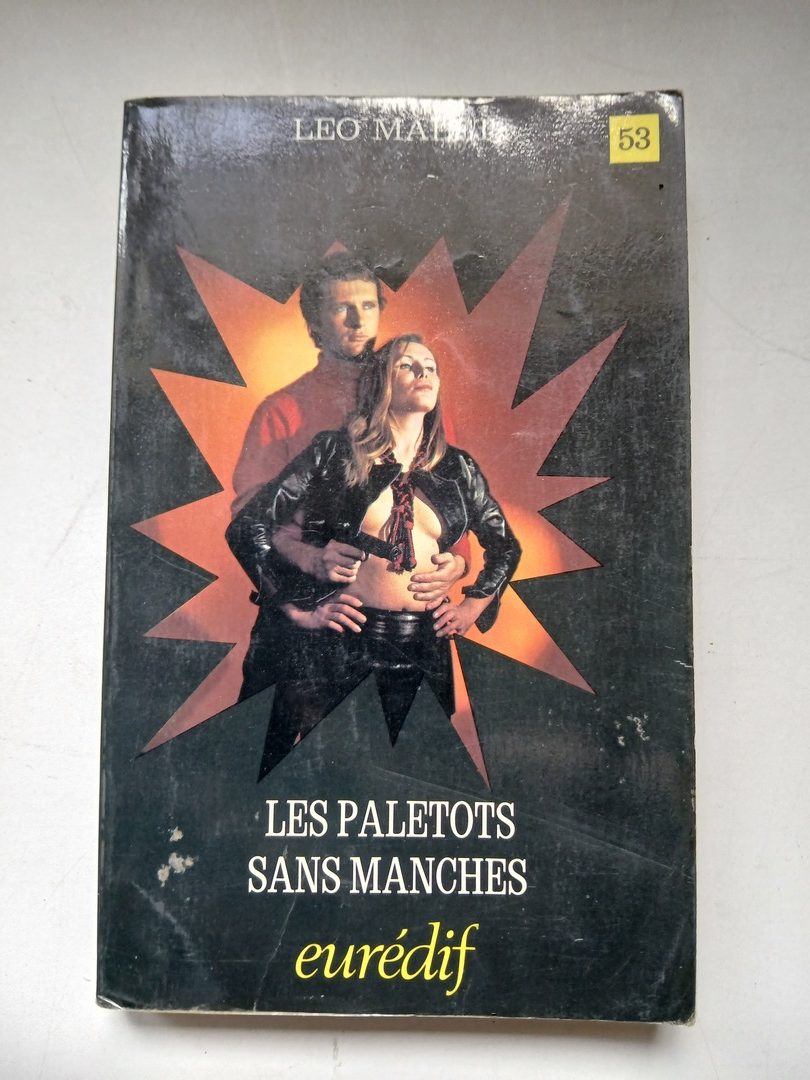 LEO
53
LES PALETOTS
SANS MANCHES
eurédif